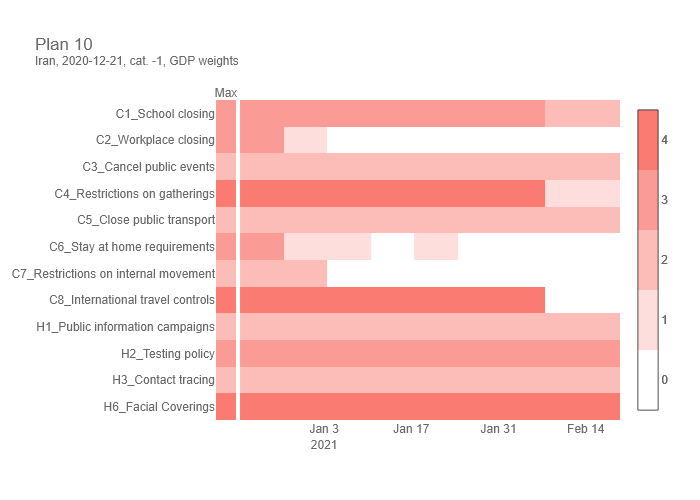 Plan 10
Iran, 2020-12-21, cat. -1, GDP weights
Max
C1_School closing
C2_Workplace closing
C3_Cancel public events
C4_Restrictions on gatherings
C5_Close public transport
C6_Stay at home requirements
C7_Restrictions on internal movement
C8_International travel controls
H1_Public information campaigns
H2_Testing policy
H3_Contact tracing
H6_Facial Coverings
Jan 3 Jan 17 Jan 31 Feb 14
2021
4
3
2
1
0